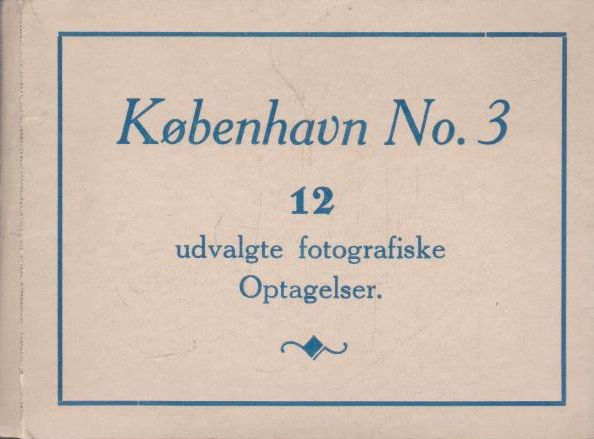 København No. 3
12
udvalgte fotografiske
Optagelser.